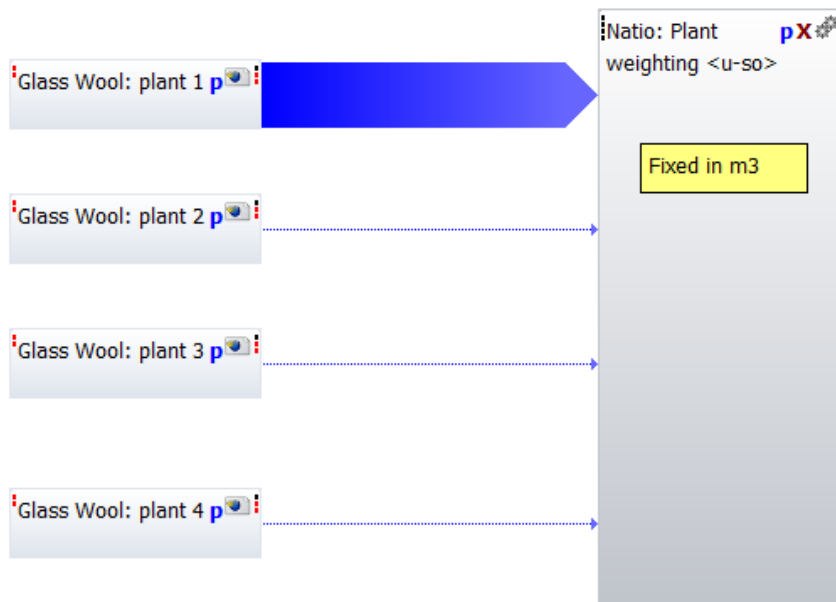 Natio: Plant pX
weighting <u-so>
Glass Wool: plant 1 p
Fixed in m3
Glass Wool: plant 2 p
Glass Wool: plant 3 p
Glass Wool: plant 4 p